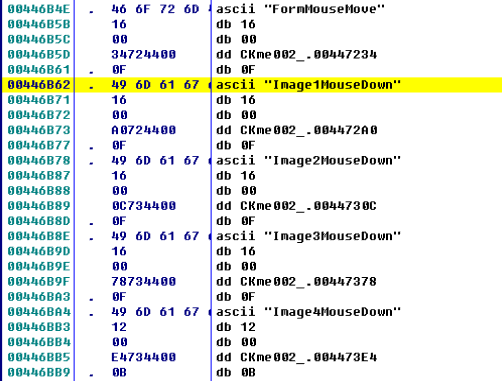 00446B4E . 46 6F 72 6D ascii "FormMouseMove"
00446B5B 16 db 16
00446B5C 00 db 00
00446B5D 34724400 dd CKme002_.00447234
00446B61 . 0F db 0F
00446B62 . 49 6D 61 67 ascii "Image1MouseDown"
00446B71 16 db 16
00446B72 00 db 00
00446B73 A0724400 dd CKme002_.004472A0
00446B77 . 0F db 0F
00446B78 . 49 6D 61 67 ascii "Image2MouseDown"
00446B87 16 db 16
00446B88 00 db 00
00446B89 0C734400 dd CKme002_.0044730C
00446B8D . 0F db 0F
00446B8E . 49 6D 61 67 ascii "Image3MouseDown"
00446B9D 16 db 16
00446B9E 00 db 00
00446B9F 78734400 dd CKme002_.00447378
00446BA3 . 0F db 0F
00446BA4 . 49 6D 61 67 ascii "Image4MouseDown"
00446BB3 12 db 12
00446BB4 00 db 00
00446BB5 E4734400 dd CKme002_.004473E4
00446BB9 . 0B db 0B